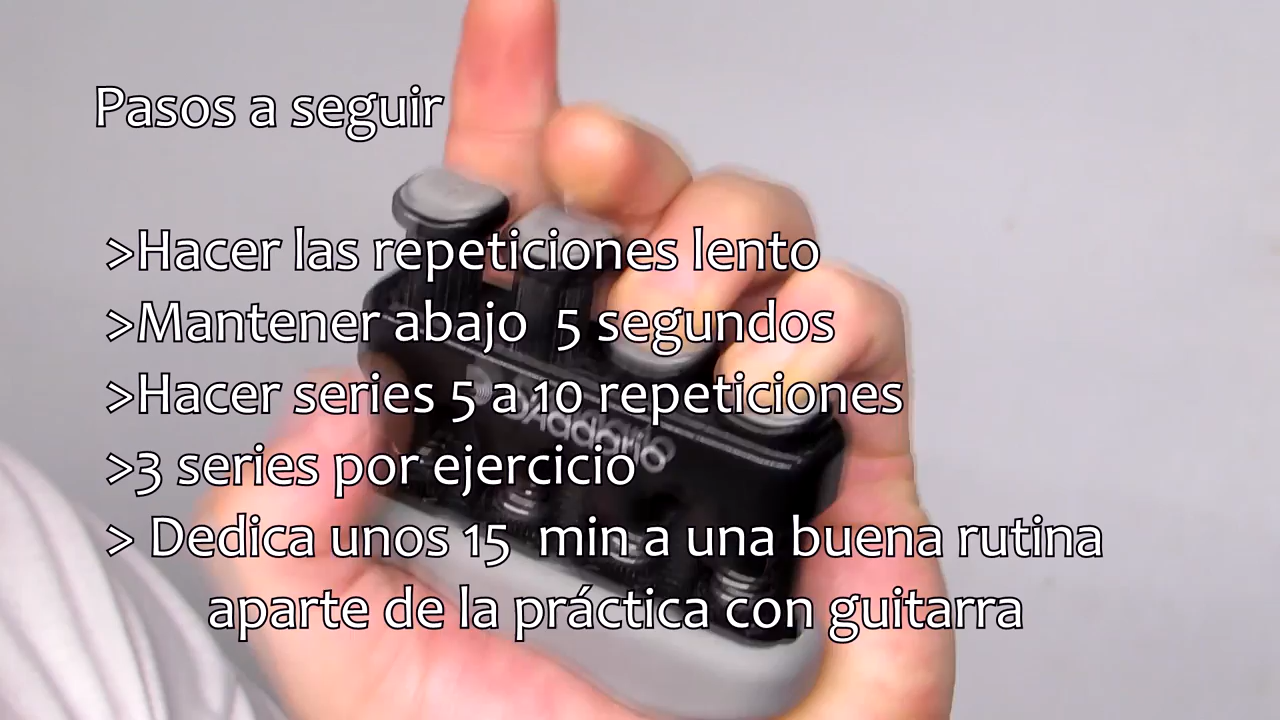 Pasos a seguir
>Hacer las repeticiones lento
>Mantener abajo 5 segundos
>Hacer series 5 a 10 repeticiones
D'Addario
>3 series por ejercicio
> Dedica unos 15 min a una buena rutina
aparte de la práctica con guitarra